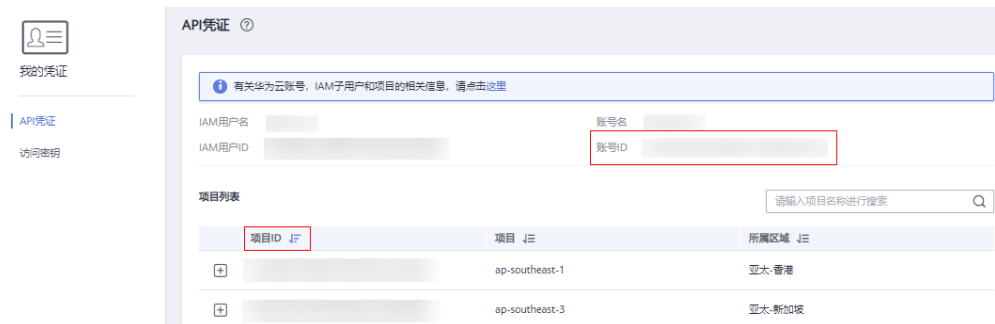 我的凭证
API凭证
访问密钥
API凭证 ?
i 有关华为云账号，IAM子用户和项目的相关信息，请点击这里
IAM用户名 账号名
IAM用户ID 账号ID
项目列表 请输入项目名称进行搜索
项目ID 项目 所属区域
ap-southeast-1 亚太-香港
ap-southeast-3 亚太-新加坡